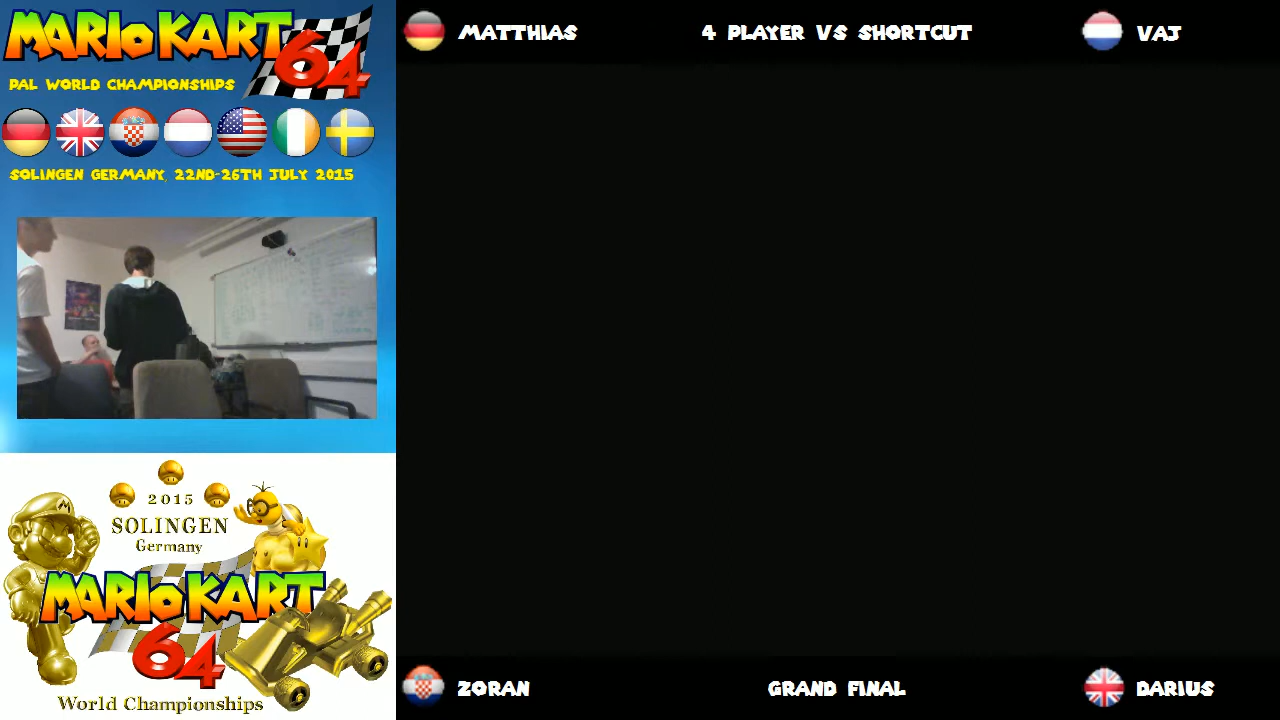 MARIO KART
64
PAL WORLD CHAMPIONSHIPS
SOLINGEN GERMANY, 22ND-26TH JULY 2015
MATTHIAS
4 PLAYER VS SHORTCUT
VAJ
2015
SOLINGEN
Germany
MARIO KART
64
World Championships
ZORAN
GRAND FINAL
DARIUS